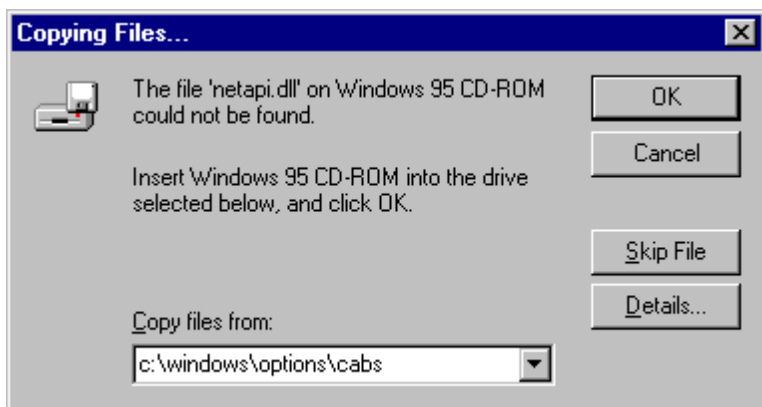 Copying Files...
The file 'netapi.dll' on Windows 95 CD-ROM
could not be found.
OK
Cancel
Insert Windows 95 CD-ROM into the drive
selected below, and click OK.
Skip File
Details...
Copy files from:
c:\windows\options\cabs